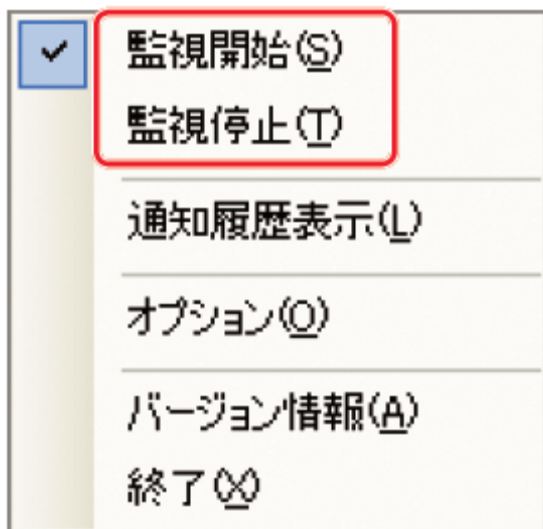 監視開始(S)
監視停止(T)
通知履歴表示(L)
オプション(O)
バージョン情報(A)
終了(X)